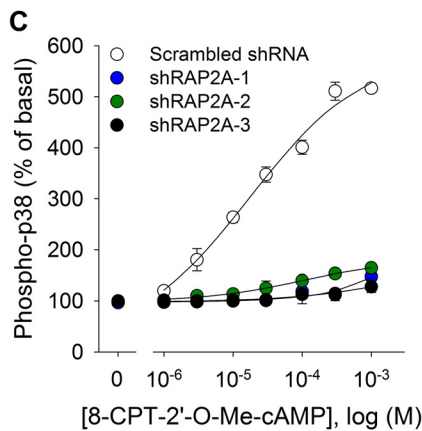 C
Scrambled shRNA
shRAP2A-1
shRAP2A-2
shRAP2A-3
Phospho-p38 (% of basal)
600
500
400
300
200
100
0
0 10⁻⁶ 10⁻⁵ 10⁻⁴ 10⁻³
[8-CPT-2'-O-Me-cAMP], log (M)